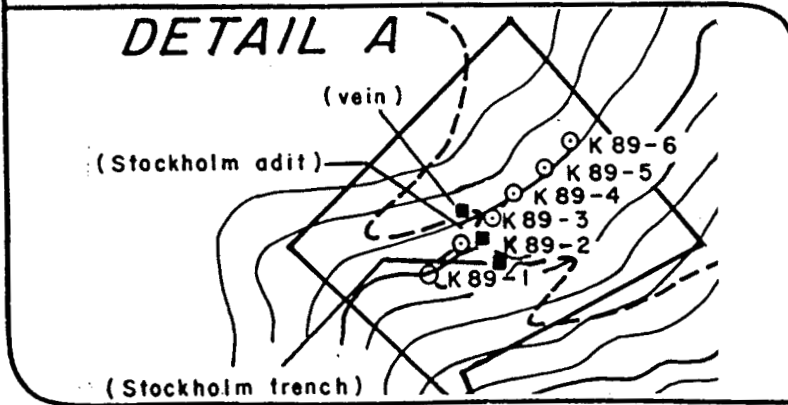 DETAIL A
(vein)
K 89-6
(Stockholm adit)
K 89-5
K 89-4
K 89-3
K 89-2
K 89-1
(Stockholm trench)